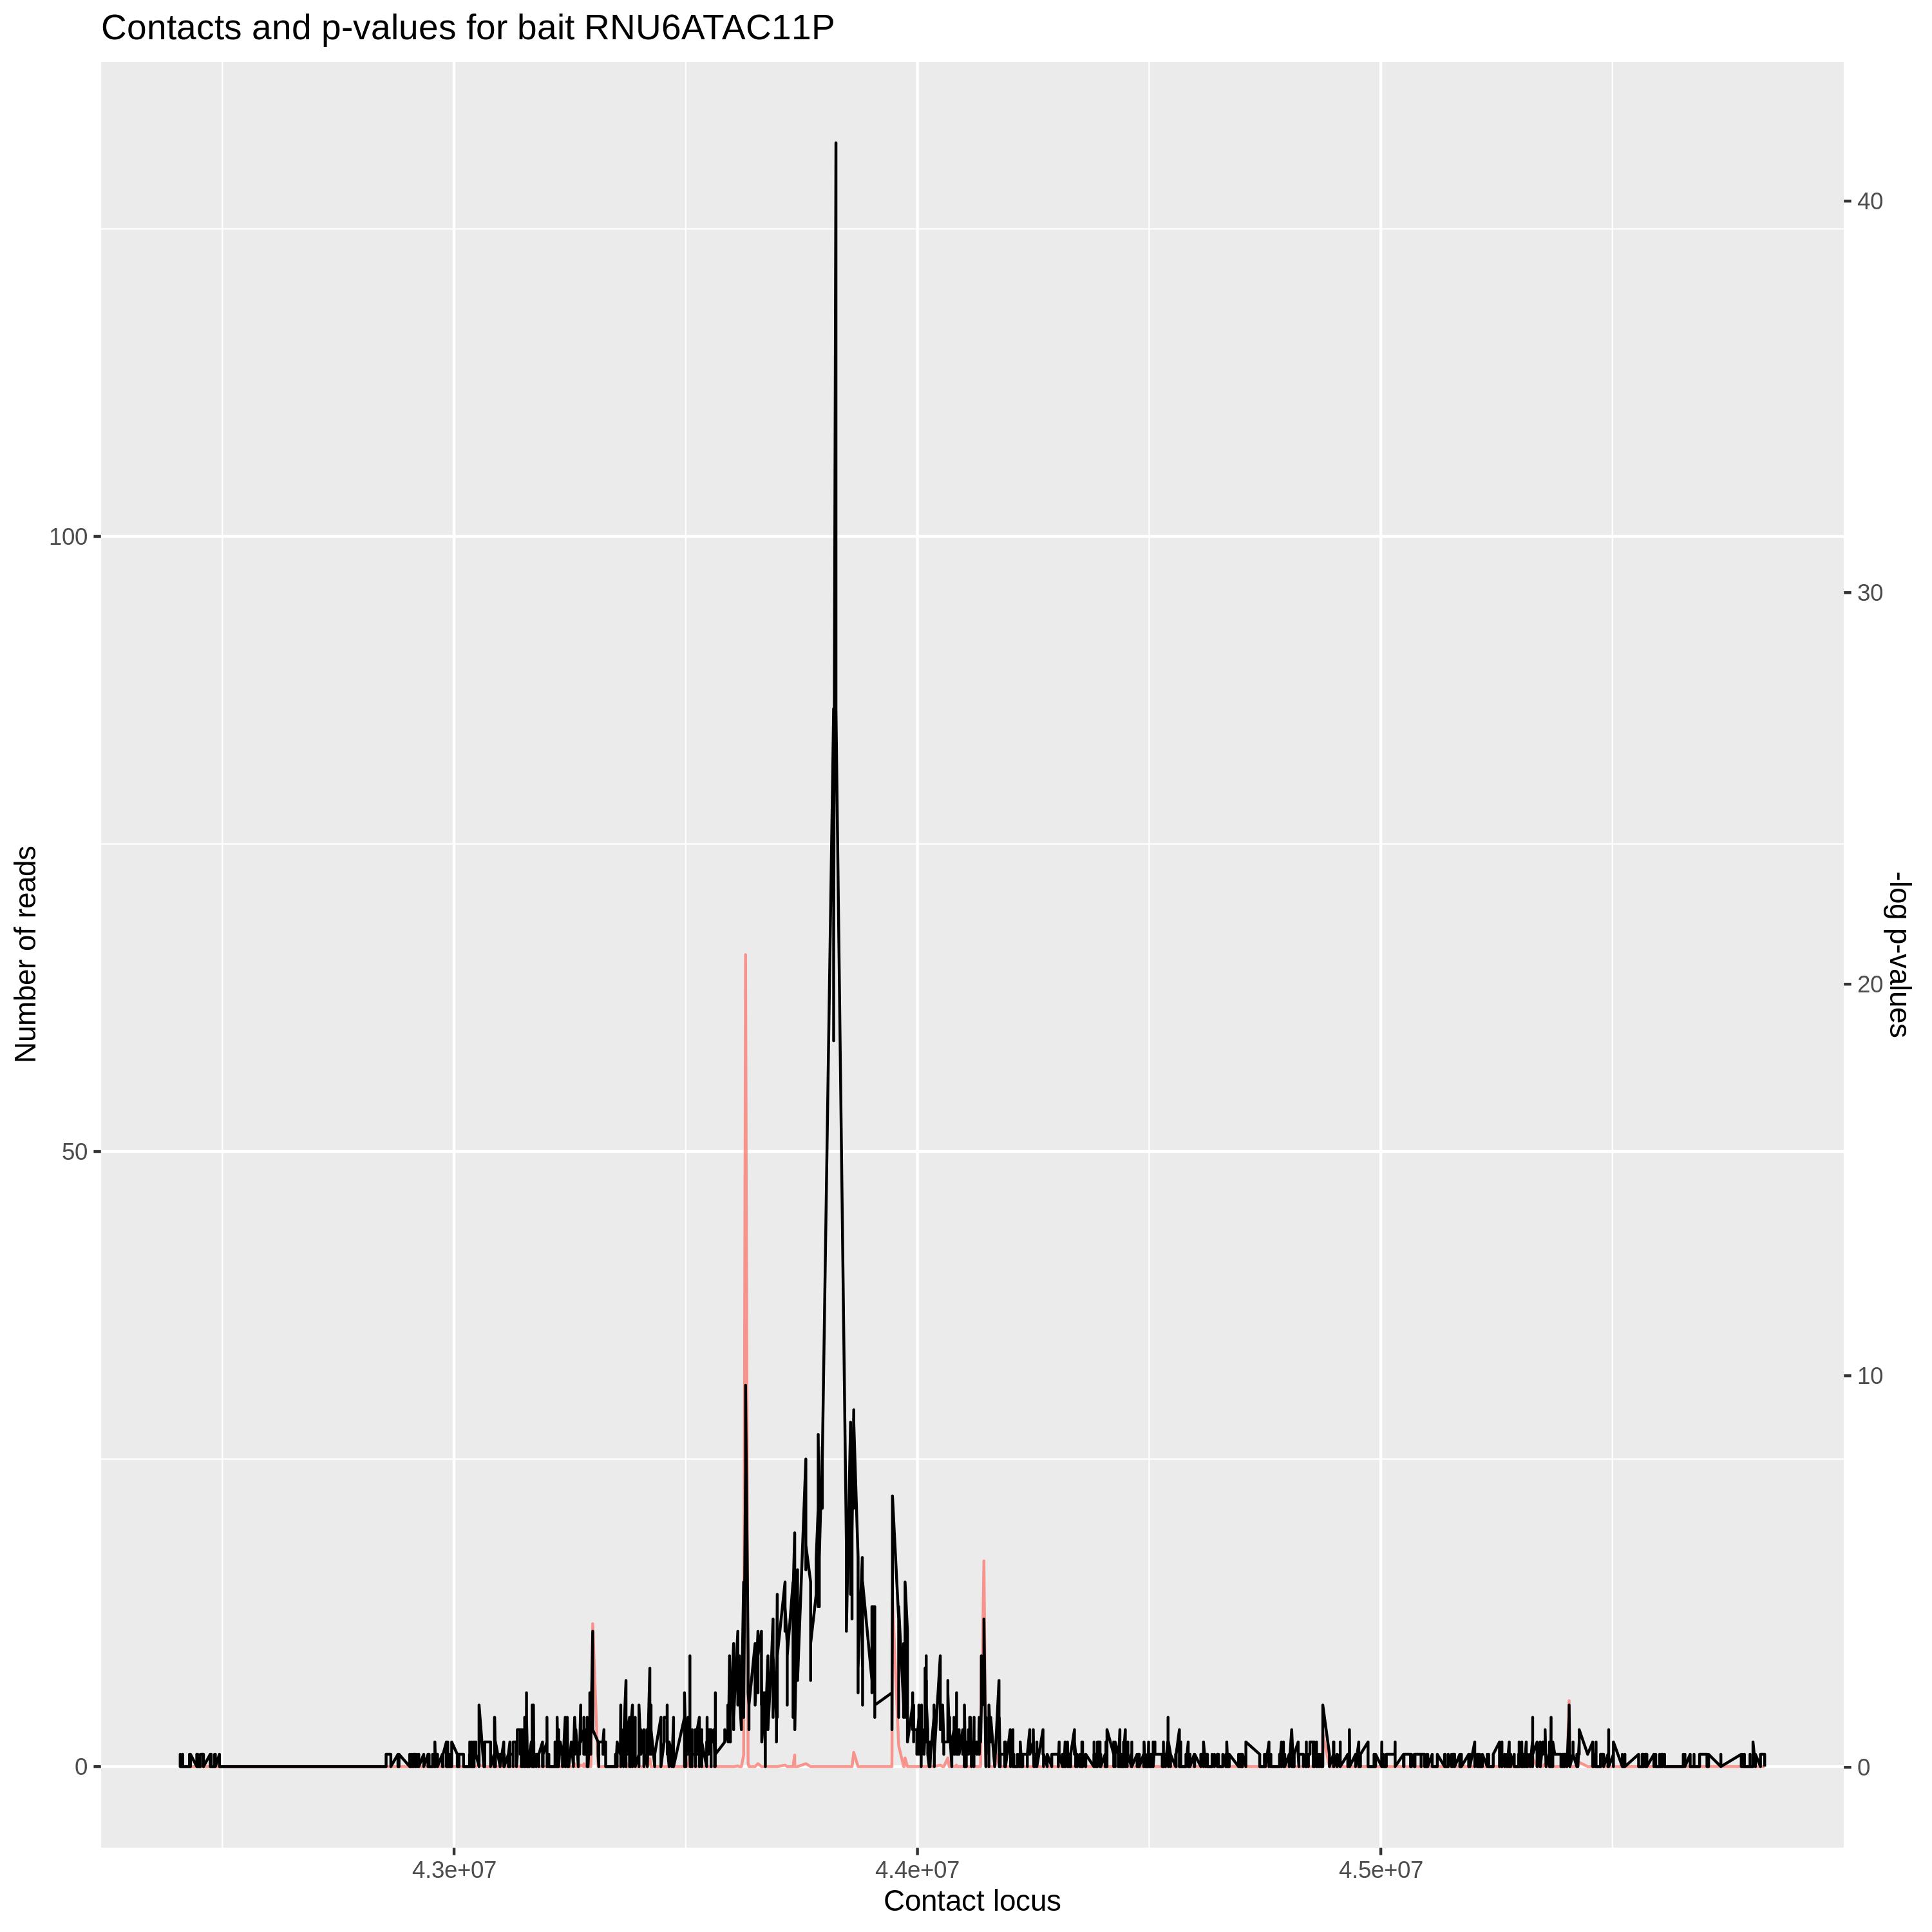 Contacts and p-values for bait RNU6ATAC11P
Number of reads
100
50
0
40
30
20
10
0
-log p-values
4.3e+07
4.4e+07
4.5e+07
Contact locus